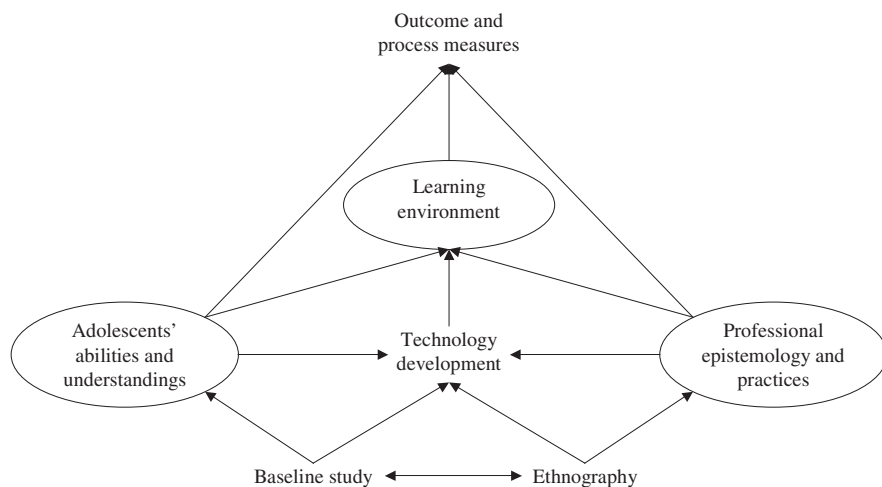 Outcome and
process measures
Learning
environment
Adolescents’
abilities and
understandings
Technology
development
Professional
epistemology and
practices
Baseline study
Ethnography